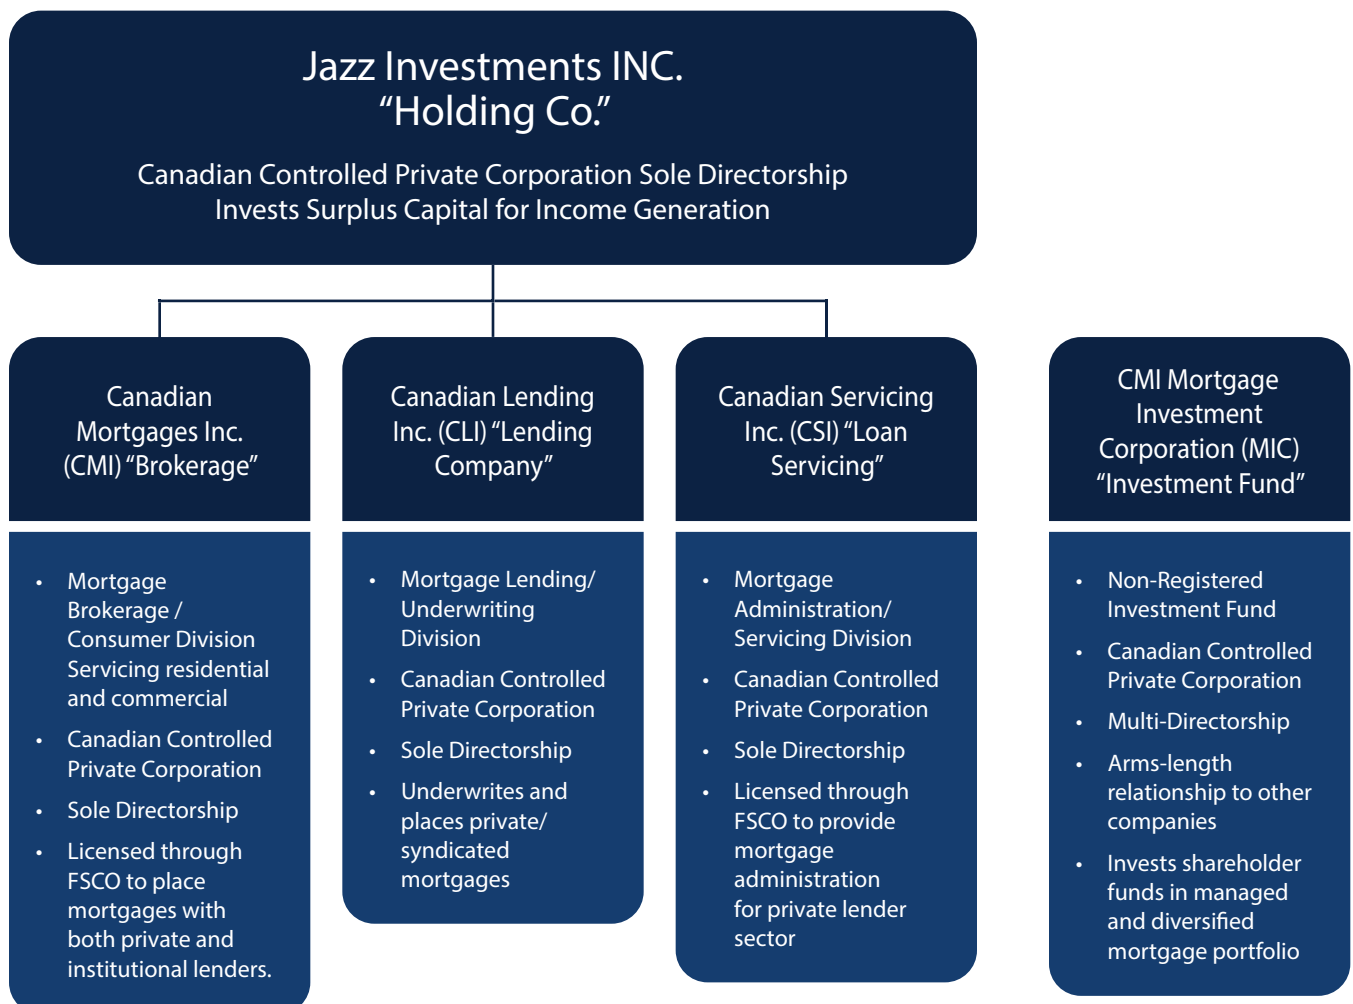 Jazz Investments INC.
“Holding Co.”
Canadian Controlled Private Corporation Sole Directorship
Invests Surplus Capital for Income Generation
Canadian
Mortgages Inc.
(CMI) “Brokerage”
• Mortgage
Brokerage /
Consumer Division
Servicing residential
and commercial
• Canadian Controlled
Private Corporation
• Sole Directorship
• Licensed through
FSCO to place
mortgages with
both private and
institutional lenders.
Canadian Lending
Inc. (CLI) “Lending
Company”
• Mortgage Lending/
Underwriting
Division
• Canadian Controlled
Private Corporation
• Sole Directorship
• Underwrites and
places private/
syndicated
mortgages
Canadian Servicing
Inc. (CSI) “Loan
Servicing”
• Mortgage
Administration/
Servicing Division
• Canadian Controlled
Private Corporation
• Sole Directorship
• Licensed through
FSCO to provide
mortgage
administration
for private lender
sector
CMI Mortgage
Investment
Corporation (MIC)
“Investment Fund”
• Non-Registered
Investment Fund
• Canadian Controlled
Private Corporation
• Multi-Directorship
• Arms-length
relationship to other
companies
• Invests shareholder
funds in managed
and diversified
mortgage portfolio